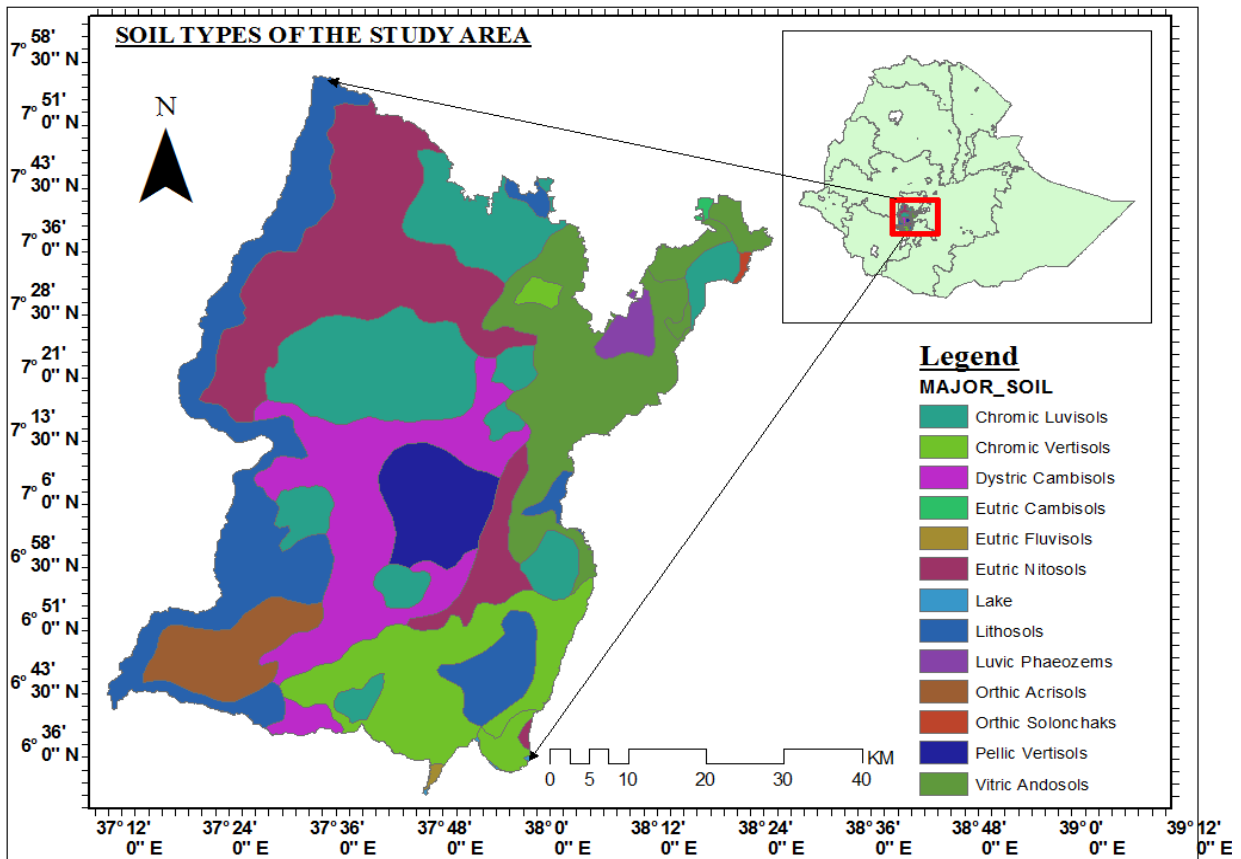 SOIL TYPES OF THE STUDY AREA
7° 58'
30" N
7° 51'
0" N
7° 43'
30" N
7° 36'
0" N
7° 28'
30" N
7° 21'
0" N
7° 13'
30" N
7° 6'
0" N
6° 58'
30" N
6° 51'
0" N
6° 43'
30" N
6° 36'
0" N
N
Legend
MAJOR_SOIL
Chromic Luvisols
Chromic Vertisols
Dystric Cambisols
Eutric Cambisols
Eutric Fluvisols
Eutric Nitosols
Lake
Lithosols
Luvic Phaeozems
Orthic Acrisols
Orthic Solonchaks
Pellic Vertisols
Vitric Andosols
KM
0 5 10 20 30 40
37° 12' 37° 24' 37° 36' 37° 48' 38° 0' 38° 12' 38° 36' 38° 48' 39° 0' 39° 12'
0" E 0" E 0" E 0" E 0" E 0" E 0" E 0" E 0" E 0" E